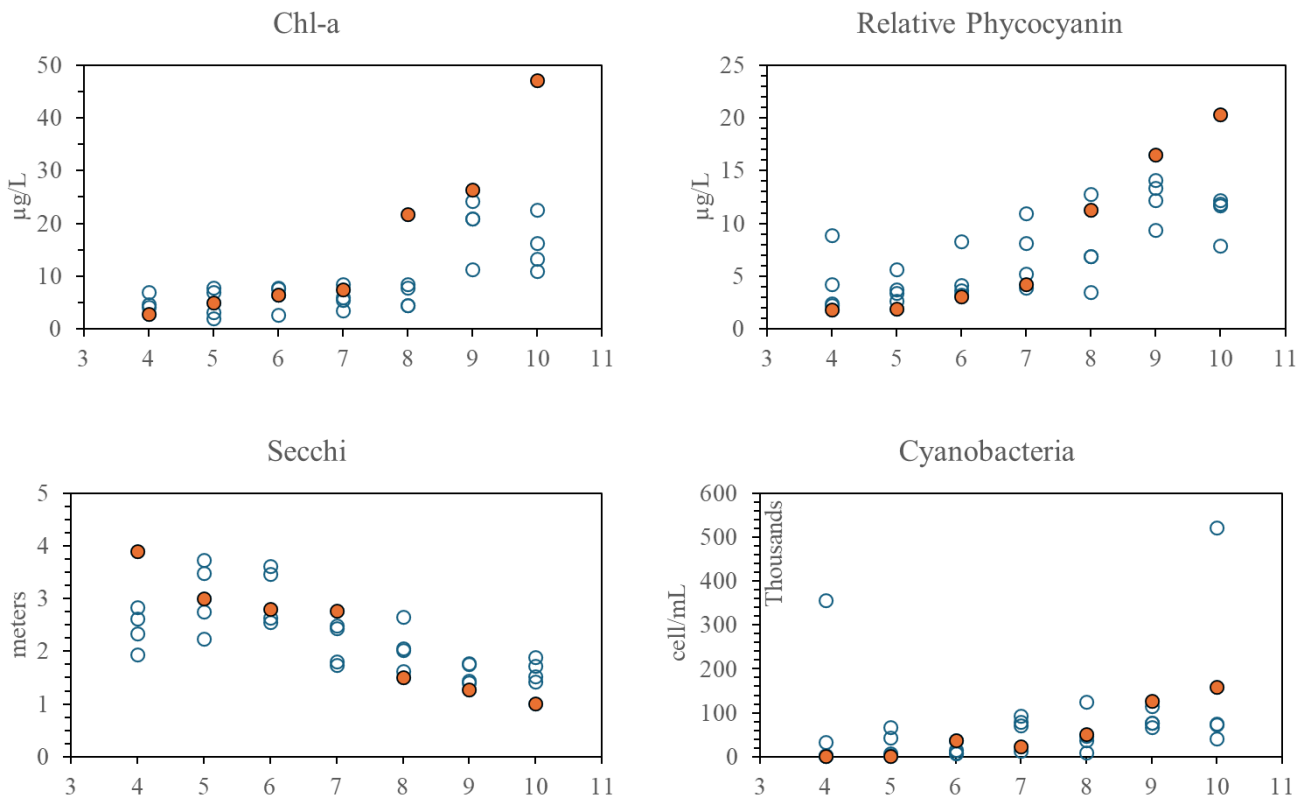 Chl-a
50
40
30
20
10
0
µg/L
3 4 5 6 7 8 9 10 11
Relative Phycocyanin
25
20
15
10
5
0
µg/L
3 4 5 6 7 8 9 10 11
Secchi
5
4
3
2
1
0
meters
3 4 5 6 7 8 9 10 11
Cyanobacteria
600
500
400
300
200
100
0
cell/mL
Thousands
3 4 5 6 7 8 9 10 11